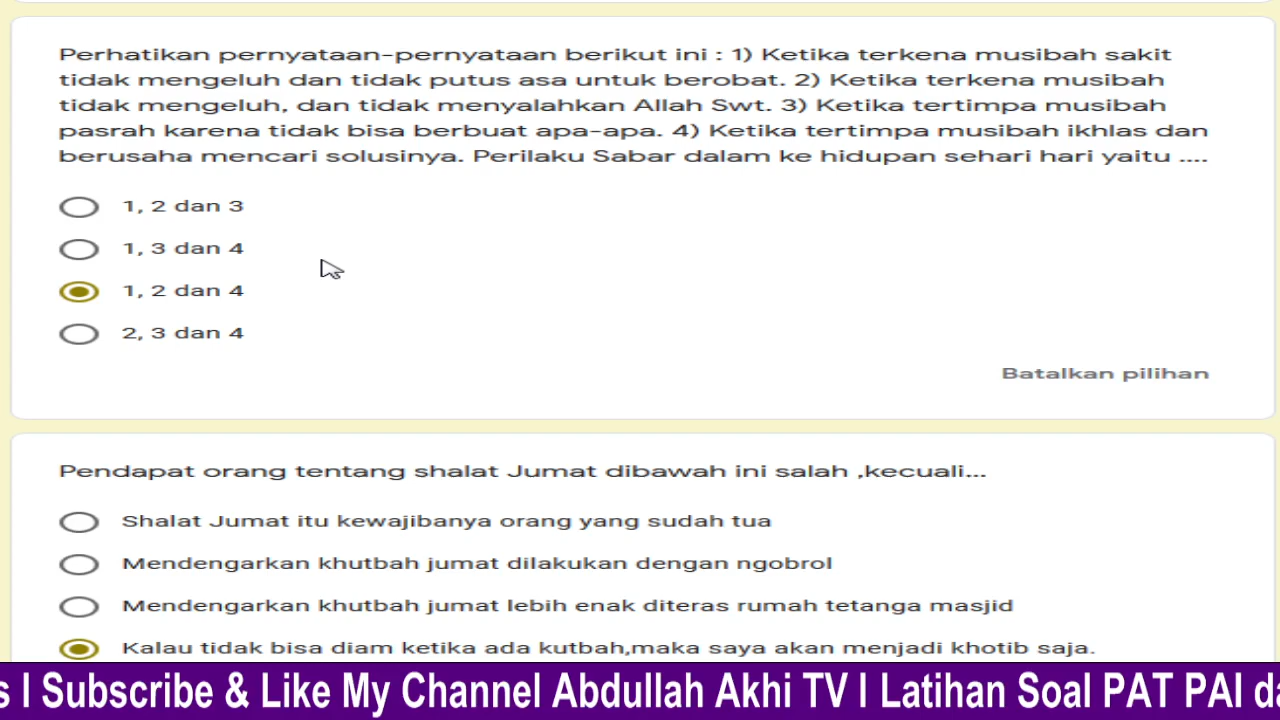 Perhatikan pernyataan-pernyataan berikut ini : 1) Ketika terkena musibah sakit
tidak mengeluh dan tidak putus asa untuk berobat. 2) Ketika terkena musibah
tidak mengeluh, dan tidak menyalahkan Allah Swt. 3) Ketika tertimpa musibah
pasrah karena tidak bisa berbuat apa-apa. 4) Ketika tertimpa musibah ikhlas dan
berusaha mencari solusinya. Perilaku Sabar dalam ke hidupan sehari hari yaitu ....
1, 2 dan 3
1, 3 dan 4
1, 2 dan 4
2, 3 dan 4
Batalkan pilihan
Pendapat orang tentang shalat Jumat dibawah ini salah ,kecuali...
Shalat Jumat itu kewajibanya orang yang sudah tua
Mendengarkan khutbah jumat dilakukan dengan ngobrol
Mendengarkan khutbah jumat lebih enak diteras rumah tetanga masjid
Kalau tidak bisa diam ketika ada kutbah,maka saya akan menjadi khotib saja.
s I Subscribe & Like My Channel Abdullah Akhi TV I Latihan Soal PAT PAI da